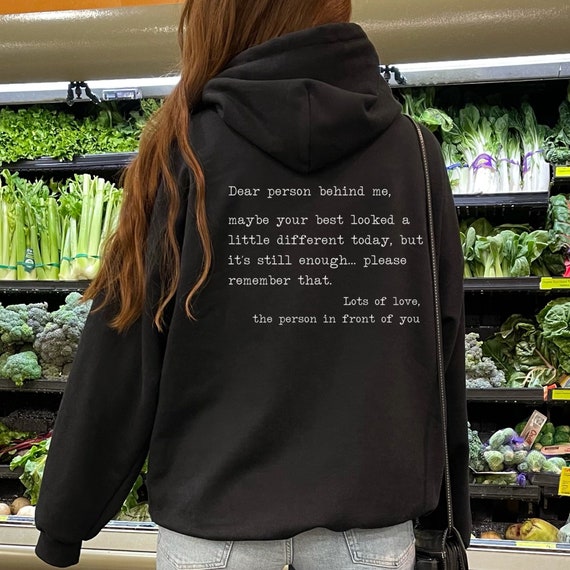 Dear person behind me,
maybe your best looked a
little different today, but
it's still enough... please
remember that.
Lots of love,
the person in front of you